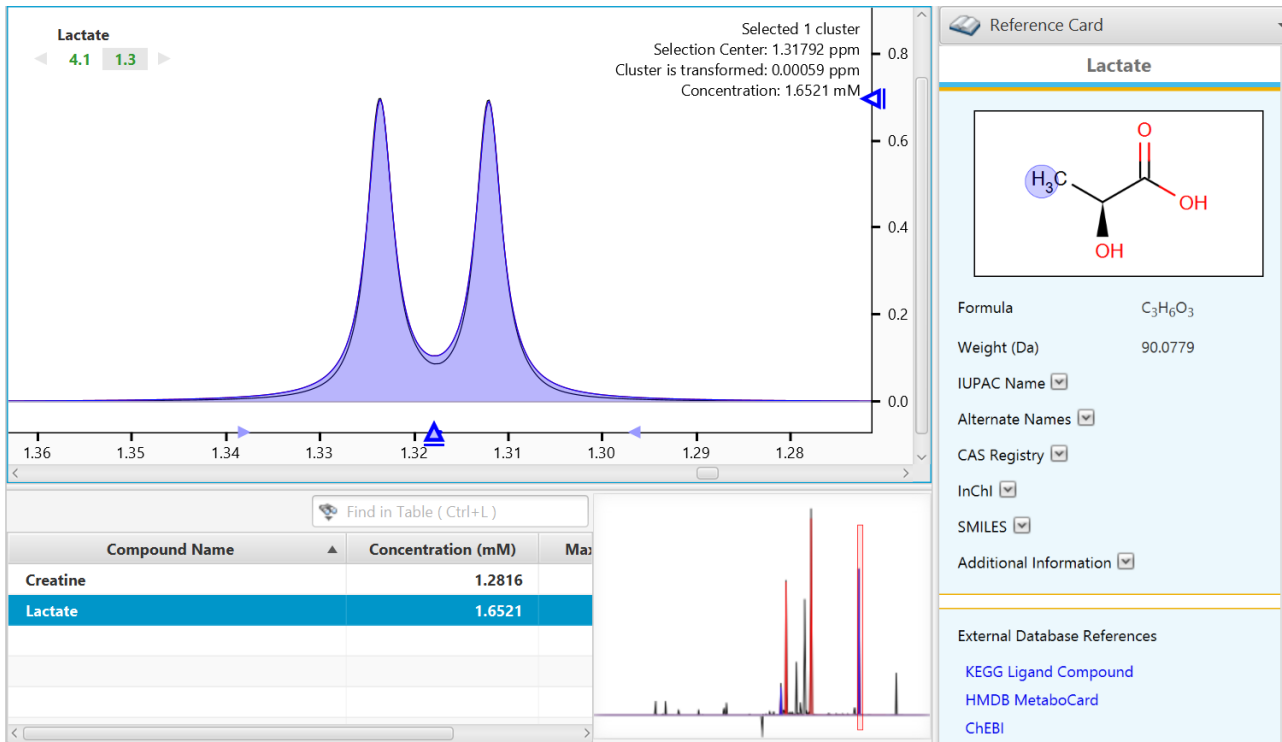 Lactate
4.1 1.3
Selected 1 cluster
Selection Center: 1.31792 ppm
Cluster is transformed: 0.00059 ppm
Concentration: 1.6521 mM
0.8
0.6
0.4
0.2
0.0
1.36 1.35 1.34 1.33 1.32 1.31 1.30 1.29 1.28
Find in Table ( Ctrl+L )
Compound Name Concentration (mM)
Creatine 1.2816
Lactate 1.6521
Reference Card
Lactate
O
H₃C
OH
OH
Formula C₃H₆O₃
Weight (Da) 90.0779
IUPAC Name
Alternate Names
CAS Registry
InChI
SMILES
Additional Information
External Database References
KEGG Ligand Compound
HMDB MetaboCard
ChEBI